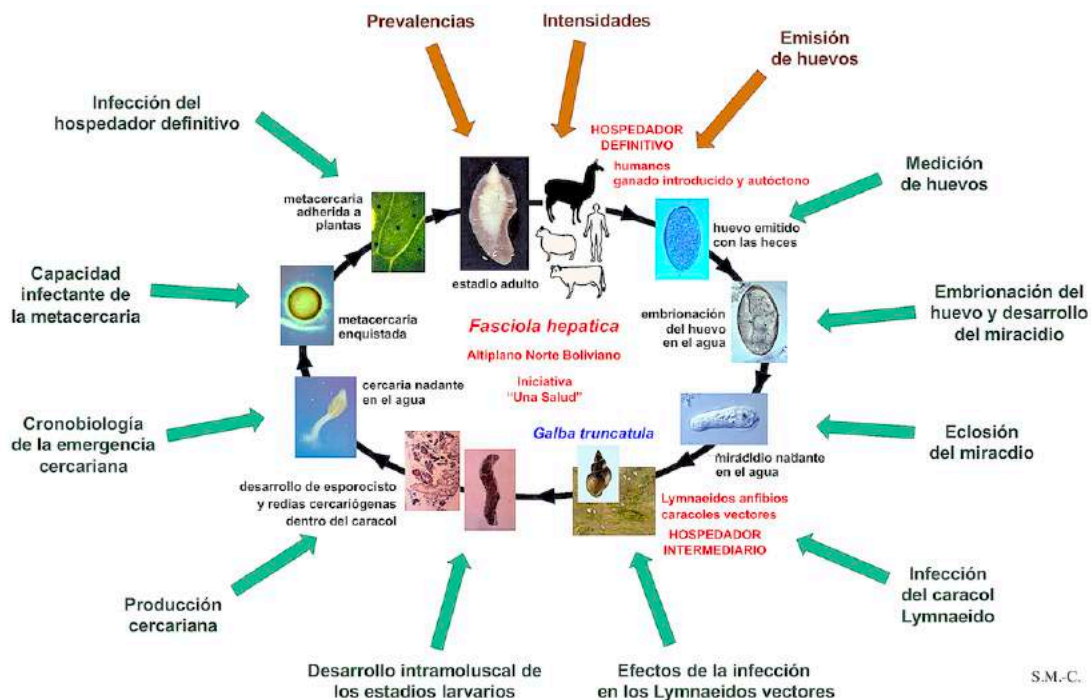 Prevalencias
Intensidades
Emisión
de huevos
Infección del
hospedador definitivo
HOSPEDADOR
DEFINITIVO
humanos
ganado introducido y autóctono
Medición
de huevos
metacercaria
adherida a
plantas
huevo emitido
con las heces
estadio adulto
Capacidad
infectante de
la metacercaria
metacercaria
enquistada
Fasciola hepatica
Altiplano Norte Boliviano
Iniciativa
"Una Salud"
embrionación
del huevo
en el agua
Embrionación del
huevo y desarrollo
del miracidio
Cronobiología
de la emergencia
cercariana
cercaria nadante
en el agua
Galba truncatula
miracidio nadante
en el agua
Eclosión
del miracdio
desarrollo de esporocisto
y redias cercariógenas
dentro del caracol
Lymnaeidos anfibios
caracoles vectores
HOSPEDADOR
INTERMEDIARIO
Infección
del caracol
Lymnaeido
Producción
cercariana
Desarrollo intramoluscal de
los estadios larvarios
Efectos de la infección
en los Lymnaeidos vectores
S.M.-C.